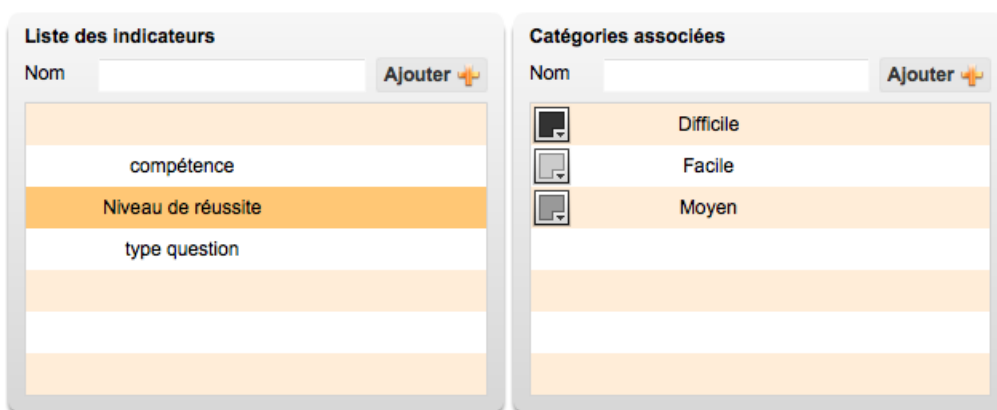 Liste des indicateurs
Nom Ajouter
compétence
Niveau de réussite
type question
Catégories associées
Nom Ajouter
Difficile
Facile
Moyen